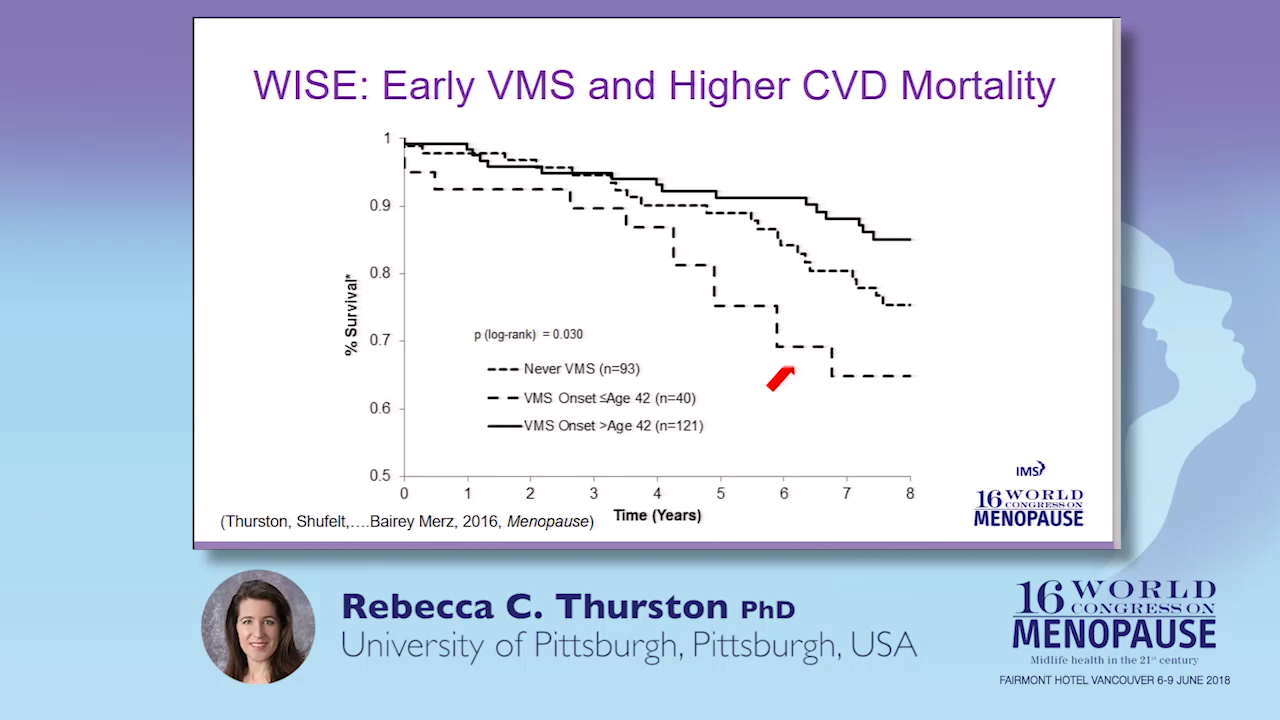 WISE: Early VMS and Higher CVD Mortality
1
0.9
0.8
0.7
0.6
0.5
% Survival*
p (log-rank) = 0.030
Never VMS (n=93)
VMS Onset ≤Age 42 (n=40)
VMS Onset >Age 42 (n=121)
0 1 2 3 4 5 6 7 8
Time (Years)
(Thurston, Shufelt,....Bairey Merz, 2016, Menopause)
IMS
16 WORLD
CONGRESS ON
MENOPAUSE
Rebecca C. Thurston PhD
University of Pittsburgh, Pittsburgh, USA
16 WORLD
CONGRESS ON
MENOPAUSE
Midlife health in the 21st century
FAIRMONT HOTEL VANCOUVER 6-9 JUNE 2018